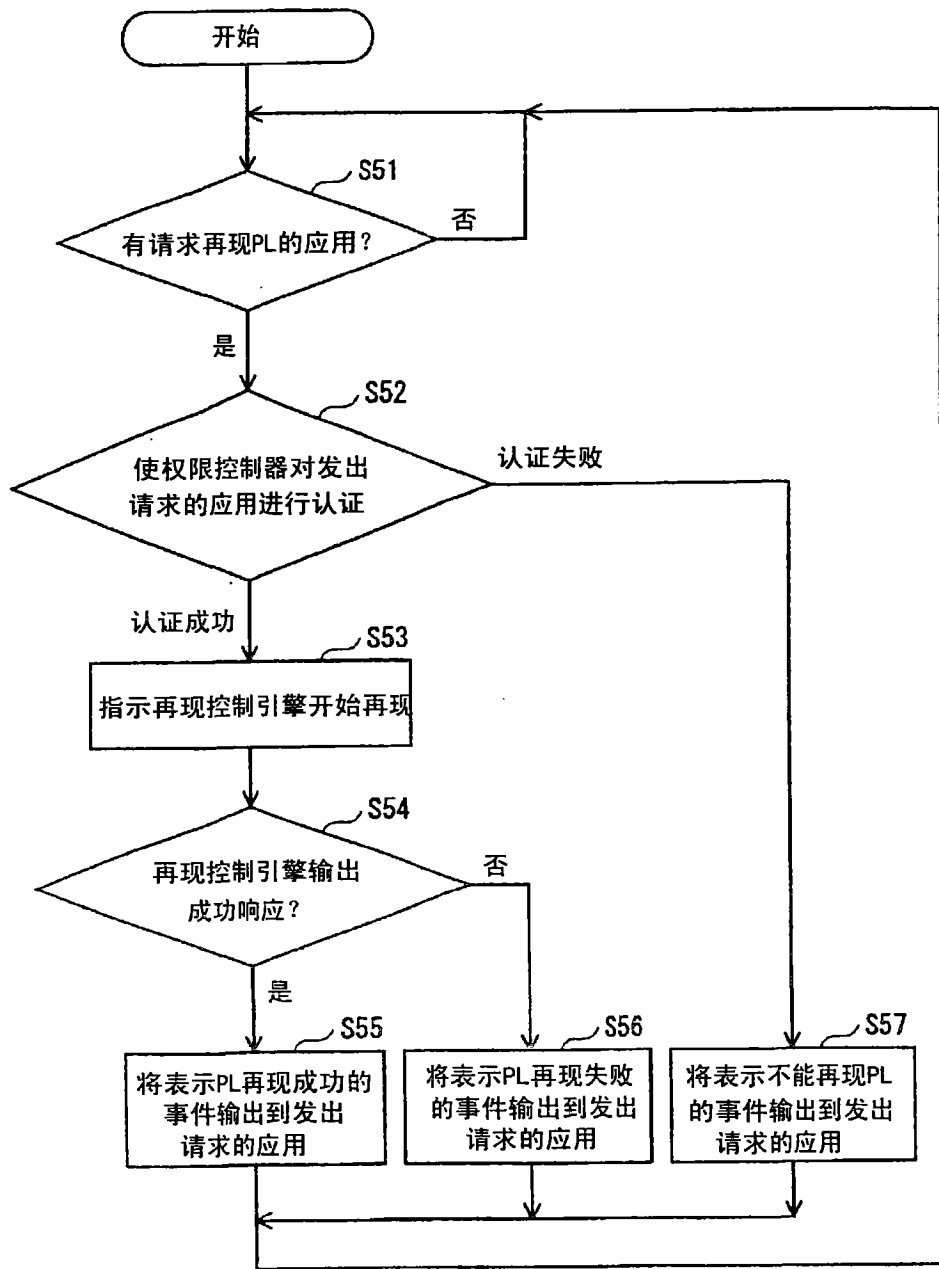 开始
S51
有请求再现PL的应用？
否
是
S52
使权限控制器对发出
请求的应用进行认证
认证失败
认证成功
S53
指示再现控制引擎开始再现
S54
再现控制引擎输出
成功响应？
否
是
S55
将表示PL再现成功的
事件输出到发出
请求的应用
S56
将表示PL再现失败
的事件输出到发出
请求的应用
S57
将表示不能再现PL
的事件输出到发出
请求的应用